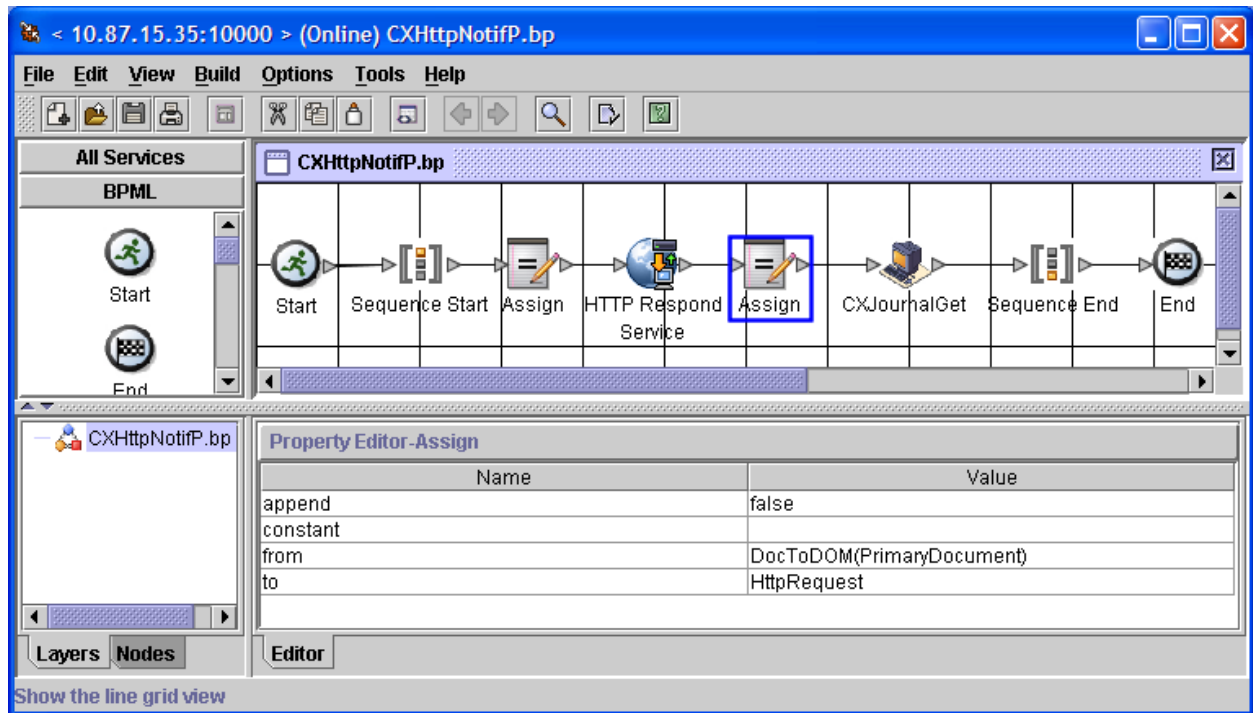 < 10.87.15.35:10000 > (Online) CXHttpNotifP.bp
File Edit View Build Options Tools Help
All Services
BPML
Start
End
CXHttpNotifP.bp
Start
Sequence Start
Assign
HTTP Respond
Service
Assign
CXJournalGet
Sequence End
End
CXHttpNotifP.bp
Layers Nodes
Property Editor-Assign
Name Value
append false
constant
from DocToDOM(PrimaryDocument)
to HttpRequest
Editor
Show the line grid view